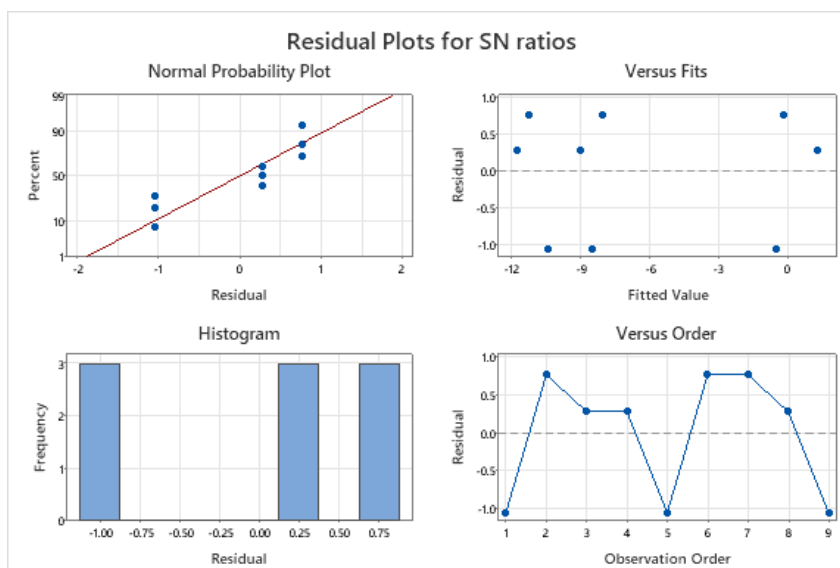 Residual Plots for SN ratios
Normal Probability Plot
99
90
50
10
1
Percent
-2 -1 0 1 2
Residual
Versus Fits
1.0
0.5
0.0
-0.5
-1.0
Residual
-12 -9 -6 -3 0
Fitted Value
Histogram
3
2
1
0
Frequency
-1.00 -0.75 -0.50 -0.25 0.00 0.25 0.50 0.75
Residual
Versus Order
1.0
0.5
0.0
-0.5
-1.0
Residual
1 2 3 4 5 6 7 8 9
Observation Order